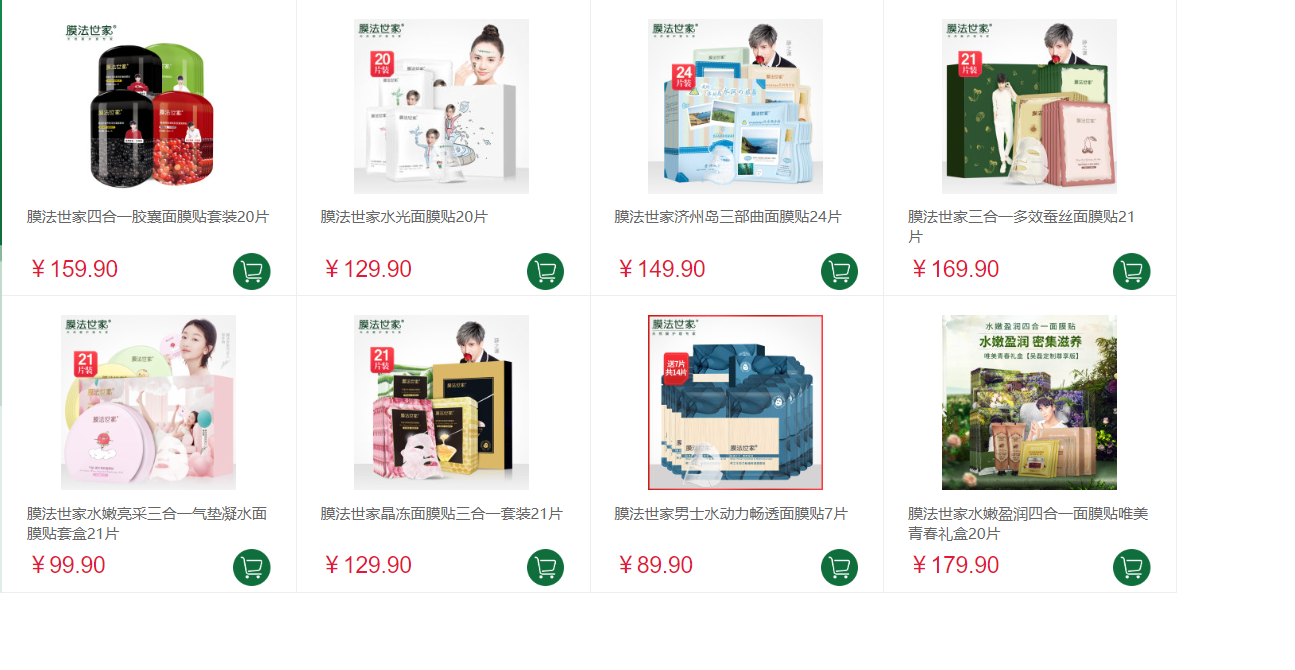 膜法世家
膜法世家
20
片装
膜法世家
24
片装
膜法世家
21
片装
膜法世家四合一胶囊面膜贴套装20片
膜法世家水光面膜贴20片
膜法世家济州岛三部曲面膜贴24片
膜法世家三合一多效蚕丝面膜贴21
片
￥159.90
￥129.90
￥149.90
￥169.90
膜法世家
21
片装
膜法世家
21
片装
膜法世家
送7片
共14片
水嫩盈润四合一面膜贴
水嫩盈润 密集滋养
唯美青春礼盒【吴磊定制尊享版】
膜法世家水嫩亮采三合一气垫凝水面
膜贴套盒21片
膜法世家晶冻面膜贴三合一套装21片
膜法世家男士水动力畅透面膜贴7片
膜法世家水嫩盈润四合一面膜贴唯美
青春礼盒20片
￥99.90
￥129.90
￥89.90
￥179.90